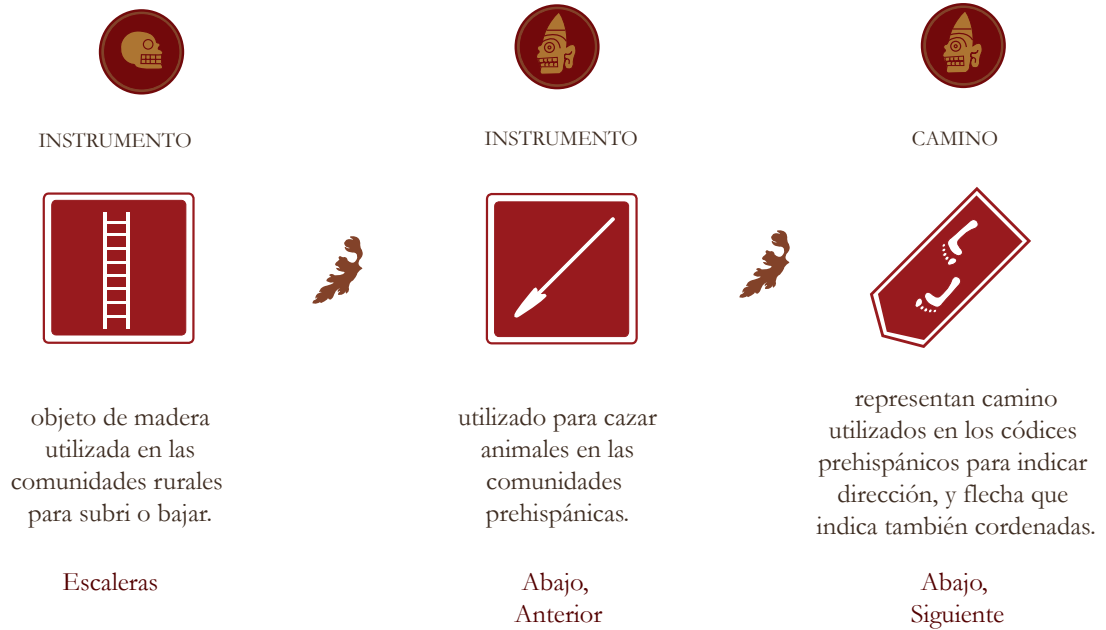 INSTRUMENTO
objeto de madera
utilizada en las
comunidades rurales
para subri o bajar.
Escaleras
INSTRUMENTO
utilizado para cazar
animales en las
comunidades
prehispánicas.
Abajo,
Anterior
CAMINO
representan camino
utilizados en los códices
prehispánicos para indicar
dirección, y flecha que
indica también cordenadas.
Abajo,
Siguiente